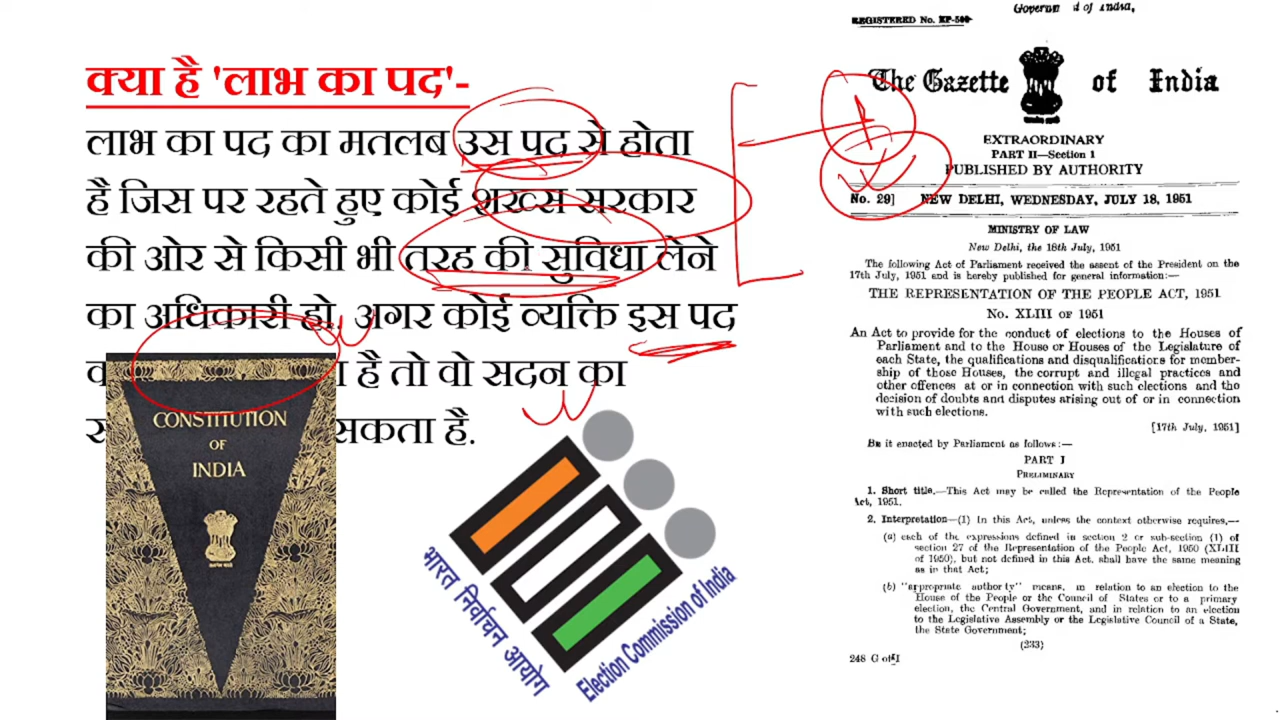 क्या है 'लाभ का पद'-
लाभ का पद का मतलब उस पद से होता
है जिस पर रहते हुए कोई शख्स सरकार
की ओर से किसी भी तरह की सुविधा लेने
का अधिकारी हो. अगर कोई व्यक्ति इस पद
है तो वो सदन का
सकता है.
CONSTITUTION
OF
INDIA
भारत निर्वाचन आयोग
Election Commission of India
Government of India,
REGISTERED No.
The Gazette of India
EXTRAORDINARY
PART II—Section 1
PUBLISHED BY AUTHORITY
No. 29] NEW DELHI, WEDNESDAY, JULY 18, 1951
MINISTRY OF LAW
New Delhi, the 18th July, 1951
The following Act of Parliament received the assent of the President on the
17th July, 1951 and is hereby published for general information:—
THE REPRESENTATION OF THE PEOPLE ACT, 1951
No. XLIII OF 1951
An Act to provide for the conduct of elections to the Houses of
Parliament and to the House or Houses of the Legislature of
each State, the qualifications and disqualifications for member-
ship of those Houses, the corrupt and illegal practices and
other offences at or in connection with such elections and the
decision of doubts and disputes arising out of or in connection
with such elections.
[17th July, 1951]
Be it enacted by Parliament as follows:—
PART I
PRELIMINARY
1. Short title.—This Act may be called the Representation of the People
Act, 1951.
2. Interpretation—(1) In this Act, unless the context otherwise requires,—
(a) each of the expressions defined in section 2 or sub-section (1) of
section 27 of the Representation of the People Act, 1950 (XLIII
of 1950), but not defined in this Act, shall have the same meaning
as in that Act;
(b) "appropriate authority" means, in relation to an election to the
House of the People or the Council of States or to a primary
election, the Central Government, and in relation to an election
to the Legislative Assembly or the Legislative Council of a State,
the State Government;
(233)
248 G of I